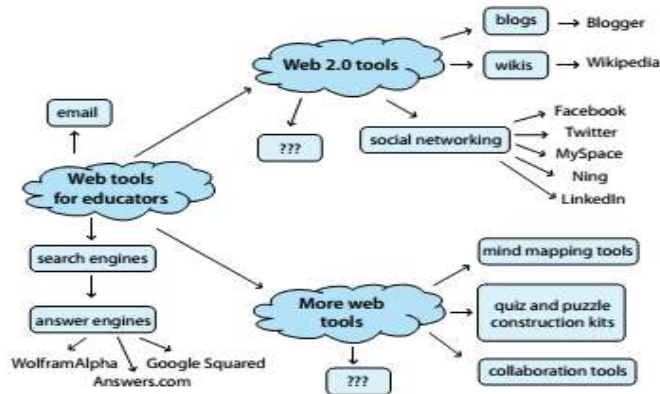 blogs
Blogger
Web 2.0 tools
wikis
Wikipedia
email
???
social networking
Facebook
Twitter
MySpace
Ning
LinkedIn
Web tools
for educators
search engines
answer engines
WolframAlpha
Google Squared
Answers.com
More web
tools
???
mind mapping tools
quiz and puzzle
construction kits
collaboration tools